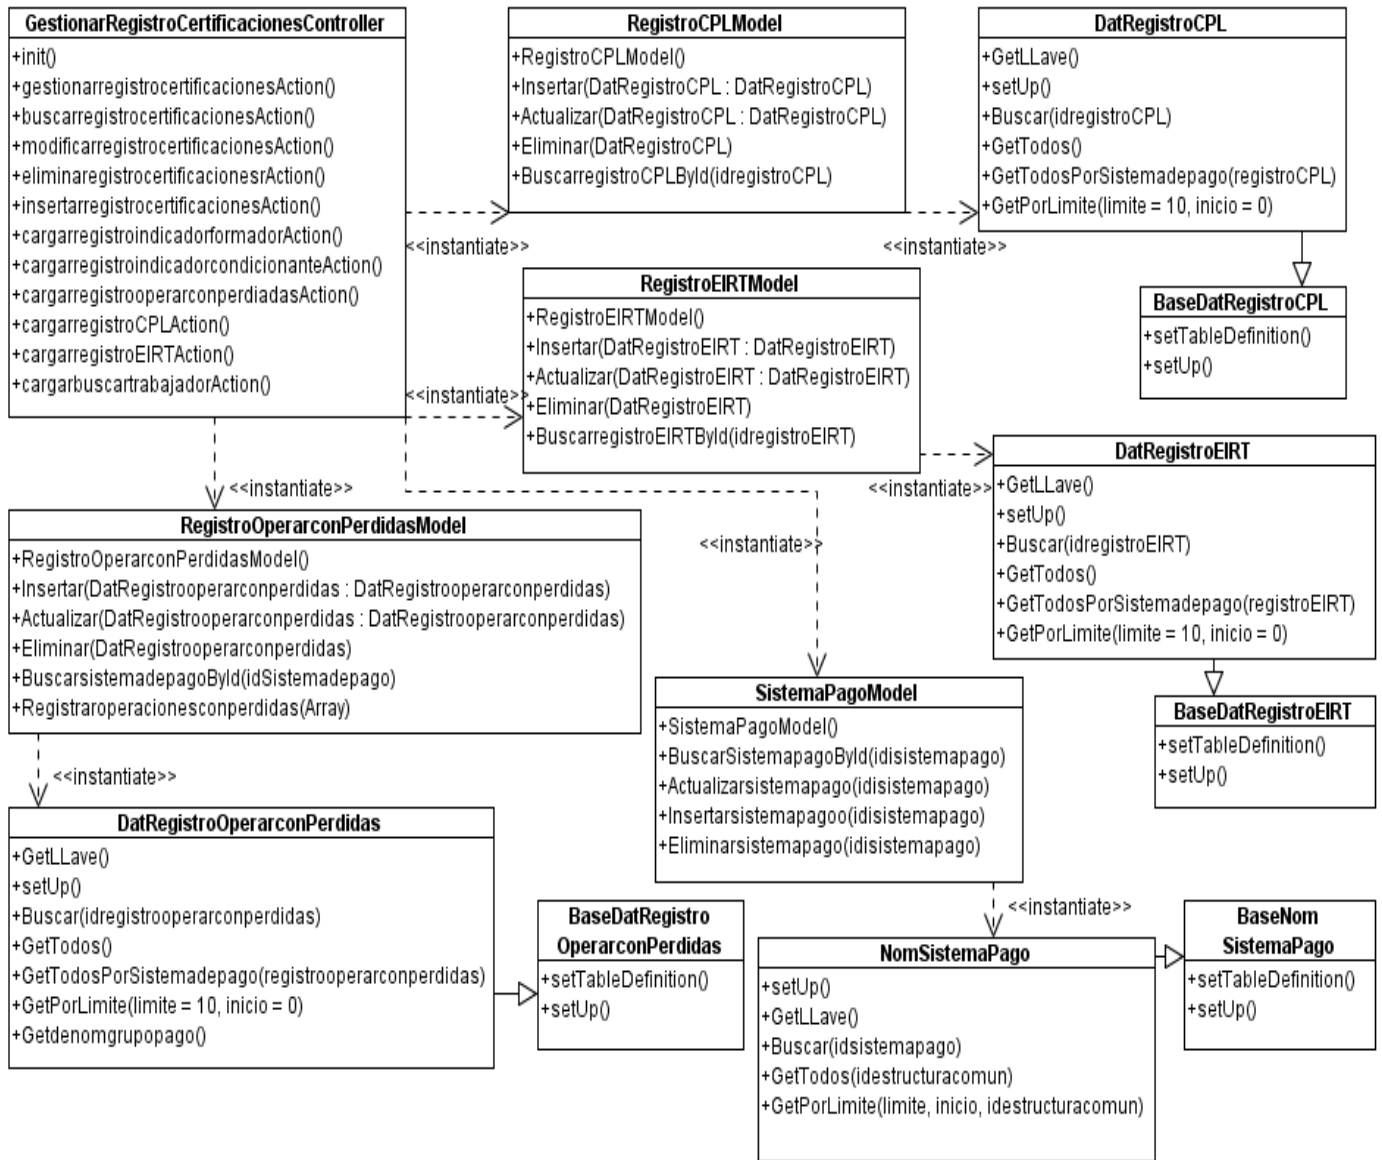 GestionarRegistroCertificacionesController
+init()
+gestionarregistrocertificacionesAction()
+buscarregistrocertificacionesAction()
+modificarregistrocertificacionesAction()
+eliminaregistrocertificacionesrAction()
+insertarregistrocertificacionesAction()
+cargarregistroindicadorformadorAction()
+cargarregistroindicadorcondicionanteAction()
+cargarregistrooperarconperdiadasAction()
+cargarregistroCPLAction()
+cargarregistroEIRTAction()
+cargarbuscartrabajadorAction()
RegistroCPLModel
+RegistroCPLModel()
+Insertar(DatRegistroCPL : DatRegistroCPL)
+Actualizar(DatRegistroCPL : DatRegistroCPL)
+Eliminar(DatRegistroCPL)
+BuscarregistroCPLById(idregistroCPL)
DatRegistroCPL
+GetLLave()
+setUp()
+Buscar(idregistroCPL)
+GetTodos()
+GetTodosPorSistemadepago(registroCPL)
+GetPorLimite(limite = 10, inicio = 0)
<<instantiate>>
<<instantiate>>
BaseDatRegistroCPL
+setTableDefinition()
+setUp()
RegistroEIRTModel
+RegistroEIRTModel()
+Insertar(DatRegistroEIRT : DatRegistroEIRT)
+Actualizar(DatRegistroEIRT : DatRegistroEIRT)
+Eliminar(DatRegistroEIRT)
+BuscarregistroEIRTById(idregistroEIRT)
<<instantiate>>
<<instantiate>>
<<instantiate>>
<<instantiate>>
DatRegistroEIRT
+GetLLave()
+setUp()
+Buscar(idregistroEIRT)
+GetTodos()
+GetTodosPorSistemadepago(registroEIRT)
+GetPorLimite(limite = 10, inicio = 0)
RegistroOperarconPerdidasModel
+RegistroOperarconPerdidasModel()
+Insertar(DatRegistrooperarconperdidas : DatRegistrooperarconperdidas)
+Actualizar(DatRegistrooperarconperdidas : DatRegistrooperarconperdidas)
+Eliminar(DatRegistrooperarconperdidas)
+BuscarsistemadepagoById(idSistemadepago)
+Registraroperacionesconperdidas(Array)
SistemaPagoModel
+SistemaPagoModel()
+BuscarSistemapagoById(idisistemapago)
+Actualizarsistemapago(idisistemapago)
+Insertarsistemapagoo(idisistemapago)
+Eliminarsistemapago(idisistemapago)
BaseDatRegistroEIRT
+setTableDefinition()
+setUp()
<<instantiate>>
DatRegistroOperarconPerdidas
+GetLLave()
+setUp()
+Buscar(idregistrooperarconperdidas)
+GetTodos()
+GetTodosPorSistemadepago(registrooperarconperdidas)
+GetPorLimite(limite = 10, inicio = 0)
+Getdenomgrupopago()
BaseDatRegistro
OperarconPerdidas
+setTableDefinition()
+setUp()
<<instantiate>>
NomSistemaPago
+setUp()
+GetLLave()
+Buscar(idsistemapago)
+GetTodos(idestructuracomun)
+GetPorLimite(limite, inicio, idestructuracomun)
BaseNom
SistemaPago
+setTableDefinition()
+setUp()